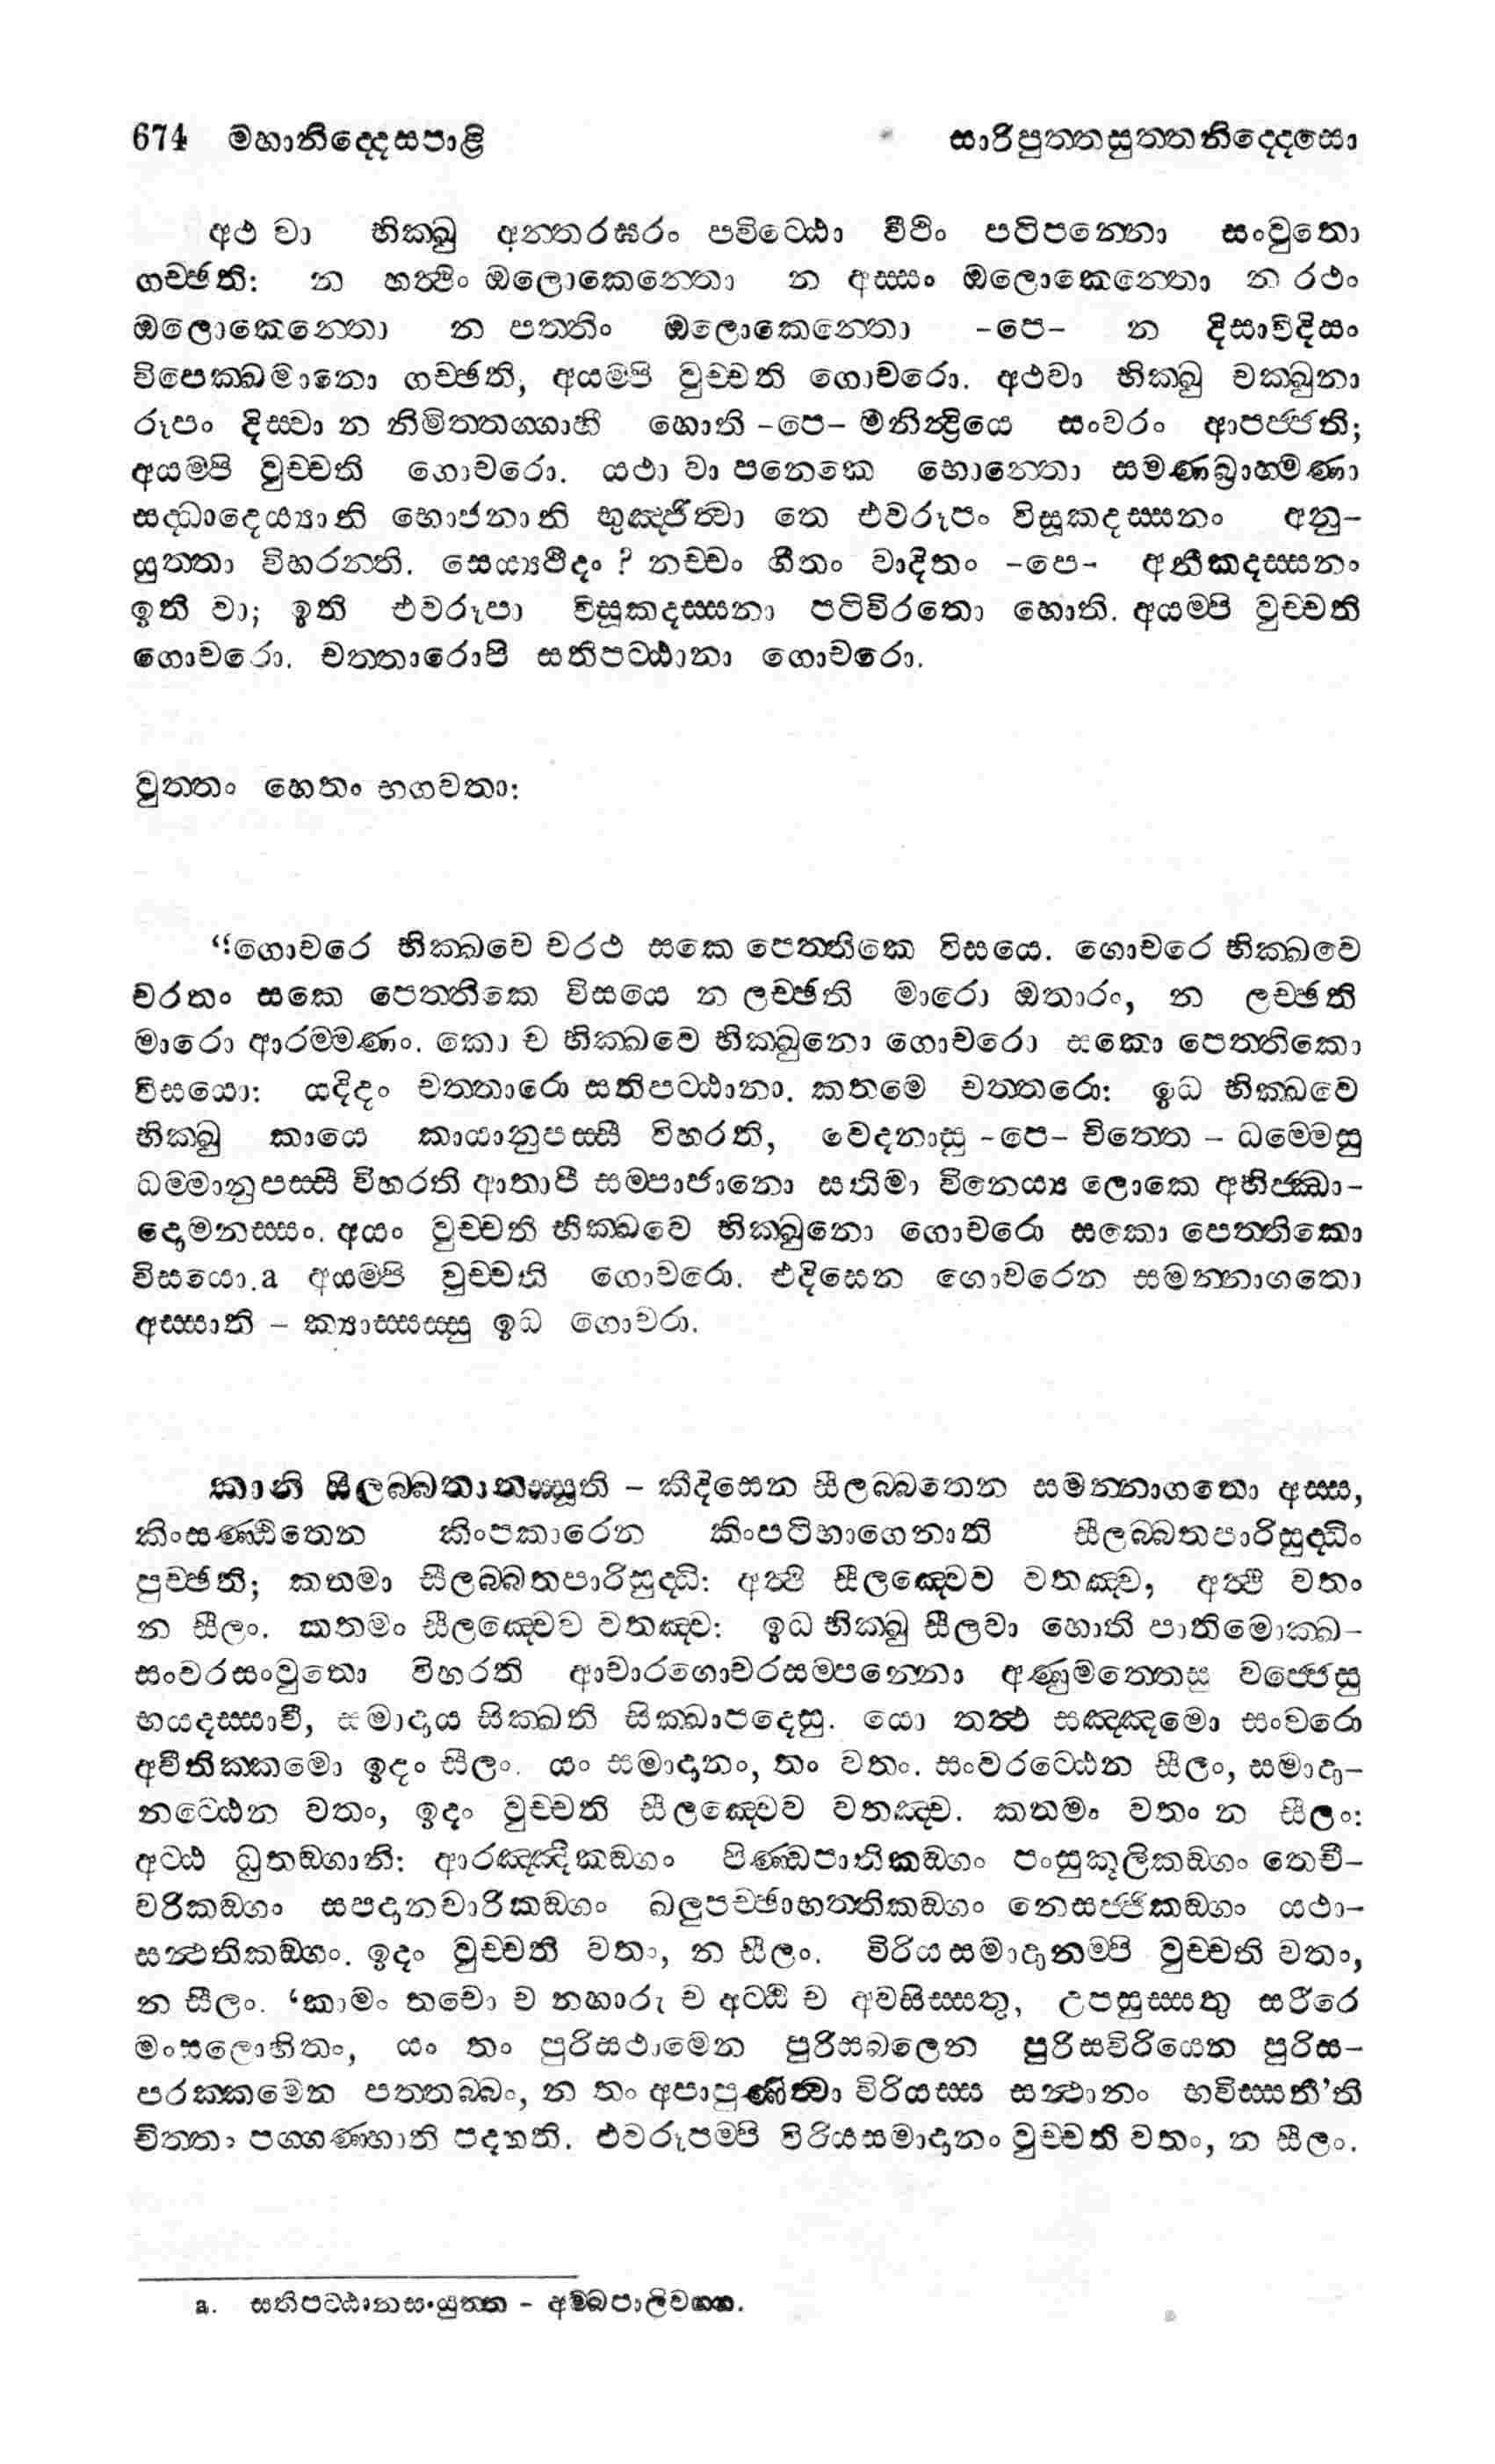 674 මහානිද්දෙසපාළි සාරිපුත්තසුත්තනිද්දෙසො
අථ වා භික්ඛු අන්තරඝරං පවිට්ඨො වීථිං පටිපන්නො සංවුතො
ගච්ඡති: න හත්ථිං ඔලොකෙන්තො න අස්සං ඔලොකෙන්තො න රථං
ඔලොකෙන්තො න පත්තිං ඔලොකෙන්තො -පෙ- න දිසාවිදිසං
විපෙක්ඛමානො ගච්ඡති, අයම්පි වුච්චති ගොචරො. අථවා භික්ඛු චක්ඛුනා
රූපං දිස්වා න නිමිත්තග්ගාහී හොති -පෙ- මනින්ද්‍රියෙ සංවරං ආපජ්ජති;
අයම්පි වුච්චති ගොචරො. යථා වා පනෙකෙ භොන්තො සමණබ්‍රාහ්මණා
සද්ධාදෙය්‍යානි භොජනානි භුඤ්ජිත්වා තෙ එවරූපං විසූකදස්සනං අනු-
යුත්තා විහරන්ති. සෙය්‍යථීදං ? නච්චං ගීතං වාදිතං -පෙ- අනීකදස්සනං
ඉති වා; ඉති එවරූපා විසූකදස්සනා පටිවිරතො හොති. අයම්පි වුච්චති
ගොචරො. චත්තාරොපි සතිපට්ඨානා ගොචරො.
වුත්තං හෙතං භගවතා:
“ගොචරෙ භික්ඛවෙ චරථ සකෙ පෙත්තිකෙ විසයෙ. ගොචරෙ භික්ඛවෙ
චරතං සකෙ පෙත්තිකෙ විසයෙ න ලච්ඡති මාරො ඔතාරං, න ලච්ඡති
මාරො ආරම්මණං. කො ච භික්ඛවෙ භික්ඛුනො ගොචරො සකො පෙත්තිකො
විසයො: යදිදං චත්තාරො සතිපට්ඨානා. කතමෙ චත්තරො: ඉධ භික්ඛවෙ
භික්ඛු කායෙ කායානුපස්සී විහරති, වෙදනාසු -පෙ- චිත්තෙ - ධම්මෙසු
ධම්මානුපස්සී විහරති ආතාපී සම්පාජානො සතිමා විනෙය්‍ය ලොකෙ අභිජ්ඣා-
දොමනස්සං. අයං වුච්චති භික්ඛවෙ භික්ඛුනො ගොචරො සකො පෙත්තිකො
විසයො.a අයම්පි වුච්චති ගොචරො. එදිසෙන ගොචරෙන සමන්නාගතො
අස්සාති - ක්‍යාස්සස්සු ඉධ ගොචරා.
කානි සීලබ්බතානස්සූති - කීදිසෙන සීලබ්බතෙන සමන්නාගතො අස්ස,
කිංසණ්ඨිතෙන කිංපකාරෙන කිංපටිභාගෙනාති සීලබ්බතපාරිසුද්ධිං
පුච්ඡති; කතමා සීලබ්බතපාරිසුද්ධි: අත්ථි සීලඤ්චෙව වතඤ්ච, අත්ථි වතං
න සීලං. කතමං සීලඤ්චෙව වතඤ්ච: ඉධ භික්ඛු සීලවා හොති පාතිමොක්ඛ-
සංවරසංවුතො විහරති ආචාරගොචරසම්පන්නො අණුමත්තෙසු වජ්ජෙසු
භයදස්සාවී, සමාදාය සික්ඛති සික්ඛාපදෙසු. යො තත්ථ සඤ්ඤමො සංවරො
අවීතික්කමො ඉදං සීලං. යං සමාදානං, තං වතං. සංවරට්ඨෙන සීලං, සමාදා-
නට්ඨෙන වතං, ඉදං වුච්චති සීලඤ්චෙව වතඤ්ච. කතමං වතං න සීලං:
අට්ඨ ධුතඞ්ගානි: ආරඤ්ඤිකඞ්ගං පිණ්ඩපාතිකඞ්ගං පංසුකූලිකඞ්ගං තෙචී-
වරිකඞ්ගං සපදානචාරිකඞ්ගං ඛලුපච්ඡාභත්තිකඞ්ගං නෙසජ්ජිකඞ්ගං යථා-
සන්ථතිකඞ්ගං. ඉදං වුච්චති වතං, න සීලං. විරියසමාදානම්පි වුච්චති වතං,
න සීලං. ‘කාමං තචො ච නහාරු ච අට්ඨි ච අවසිස්සතු, උපසුස්සතු සරීරෙ
මංසලොහිතං, යං තං පුරිසථාමෙන පුරිසබලෙන පුරිසවිරියෙන පුරිස-
පරක්කමෙන පත්තබ්බං, න තං අපාපුණිත්වා විරියස්ස සන්ථානං භවිස්සතී’ති
චිත්තං පග්ගණ්හාති පදහති. එවරූපම්පි විරියසමාදානං වුච්චති වතං, න සීලං.
a. සතිපට්ඨානසංයුත්ත - අම්බපාලිවග්ග.